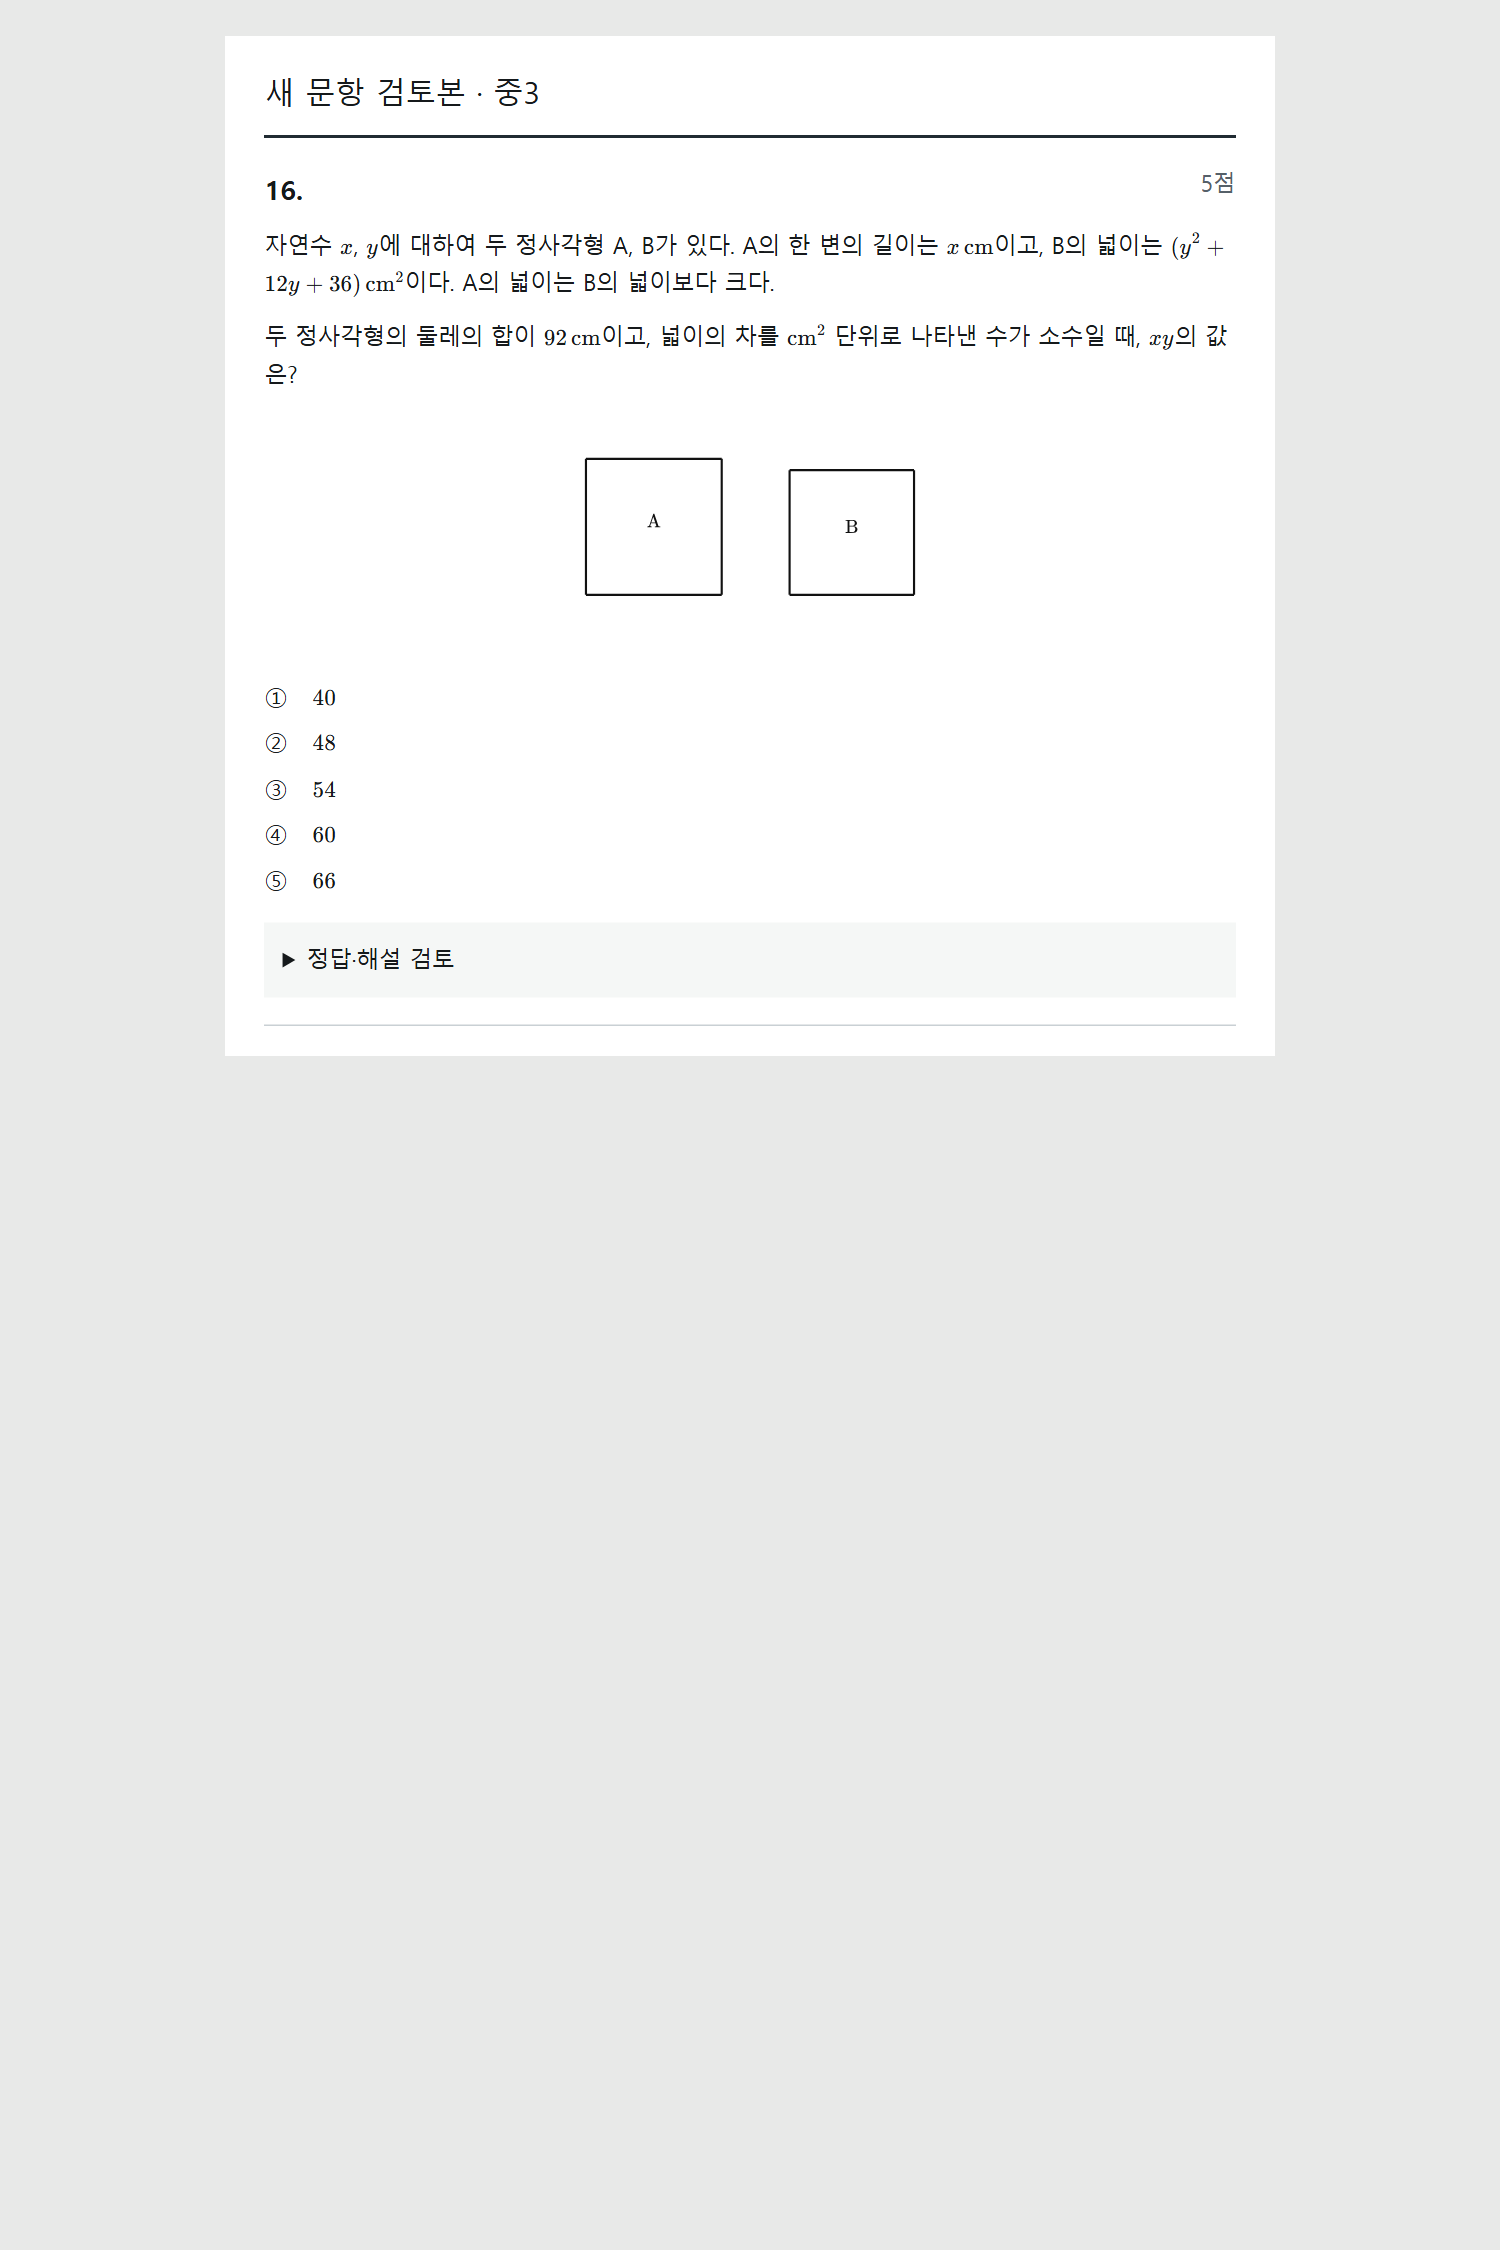 새 문항 검토본 · 중3
16.
5점
자연수 x, y에 대하여 두 정사각형 A, B가 있다. A의 한 변의 길이는 x cm이고, B의 넓이는 (y² +
12y + 36) cm²이다. A의 넓이는 B의 넓이보다 크다.
두 정사각형의 둘레의 합이 92 cm이고, 넓이의 차를 cm² 단위로 나타낸 수가 소수일 때, xy의 값
은?
A
B
① 40
② 48
③ 54
④ 60
⑤ 66
▶ 정답·해설 검토